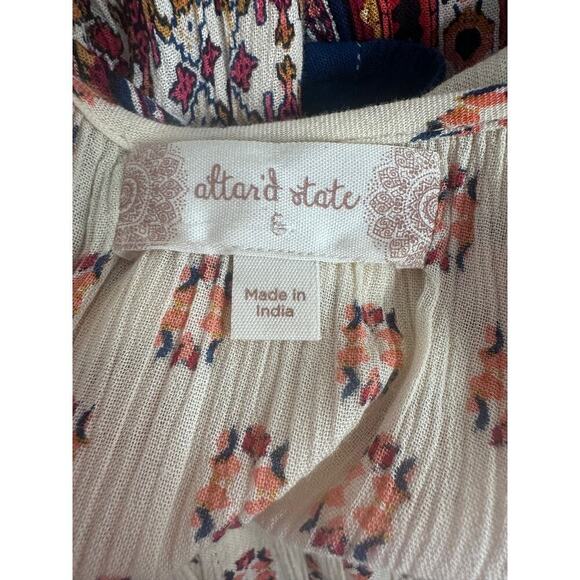 altar'd state
Made in
India